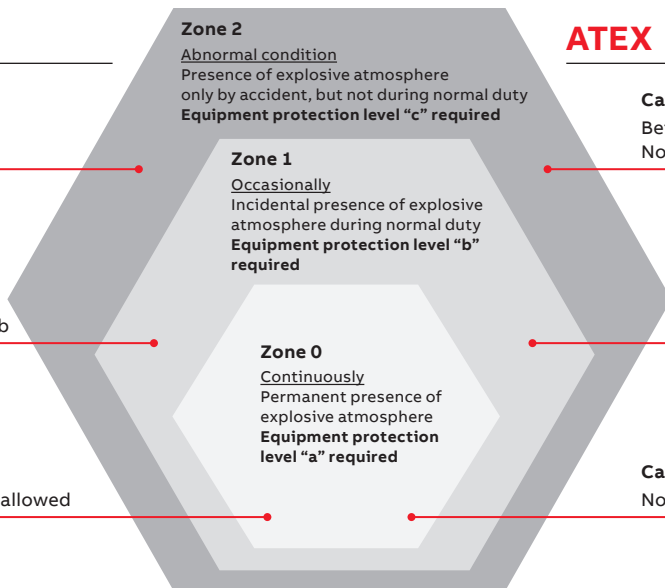 Zone 2
Abnormal condition
Presence of explosive atmosphere
only by accident, but not during normal duty
Equipment protection level “c” required
ATEX
Zone 1
Occasionally
Incidental presence of explosive
atmosphere during normal duty
Equipment protection level “b”
required
Zone 0
Continuously
Permanent presence of
explosive atmosphere
Equipment protection
level “a” required
allowed